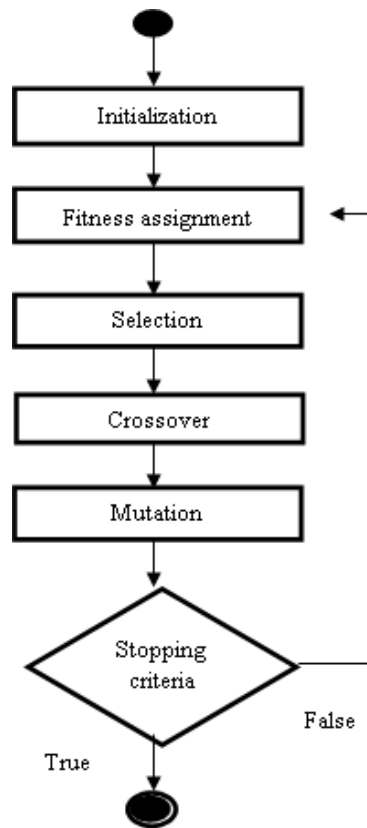 Initialization
Fitness assignment
Selection
Crossover
Mutation
Stopping
criteria
False
True